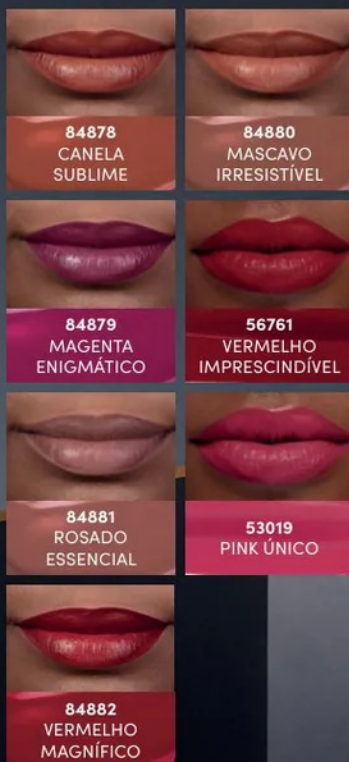 84878
CANELA
SUBLIME
84880
MASCAVO
IRRESISTÍVEL
84879
MAGENTA
ENIGMÁTICO
56761
VERMELHO
IMPRESCINDÍVEL
84881
ROSADO
ESSENCIAL
53019
PINK ÚNICO
84882
VERMELHO
MAGNÍFICO